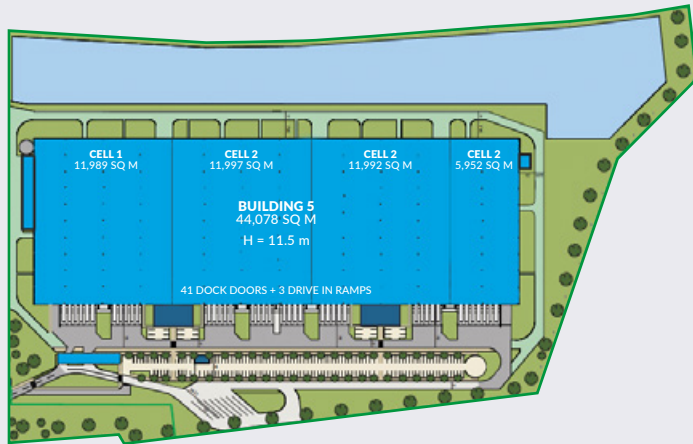 CELL 1
11,989 SQ M
CELL 2
11,997 SQ M
CELL 2
11,992 SQ M
CELL 2
5,952 SQ M
BUILDING 5
44,078 SQ M
H = 11.5 m
41 DOCK DOORS + 3 DRIVE IN RAMPS